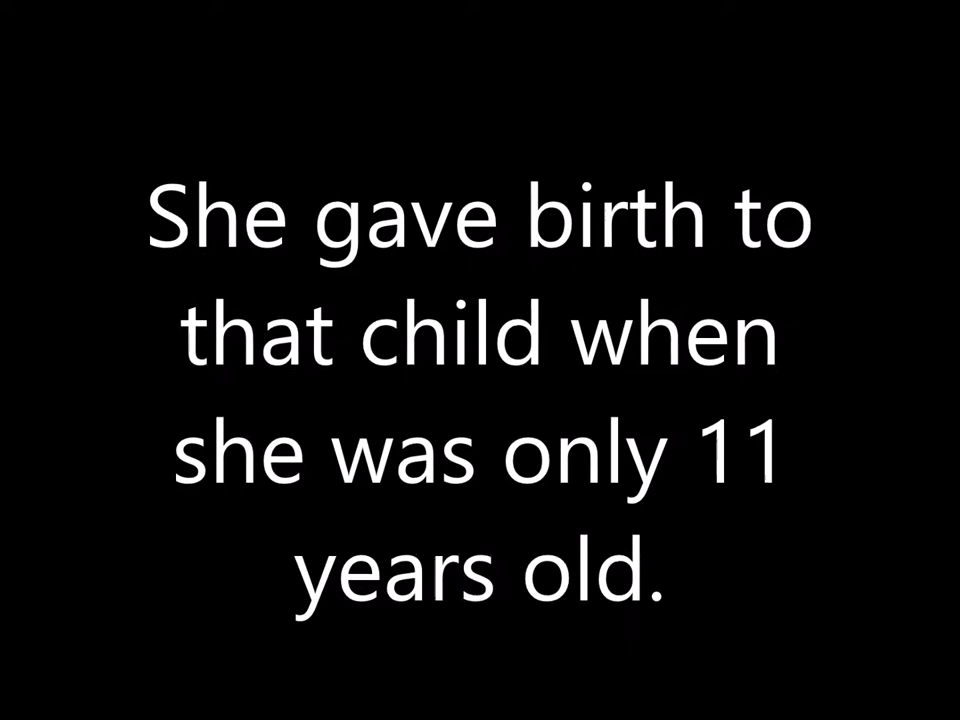 She gave birth to
that child when
she was only 11
years old.